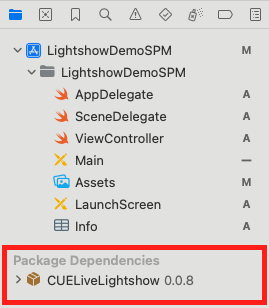 LightshowDemoSPM M
LightshowDemoSPM
AppDelegate A
SceneDelegate A
ViewController A
Main —
Assets M
LaunchScreen A
Info A
Package Dependencies
CUELiveLightshow 0.0.8